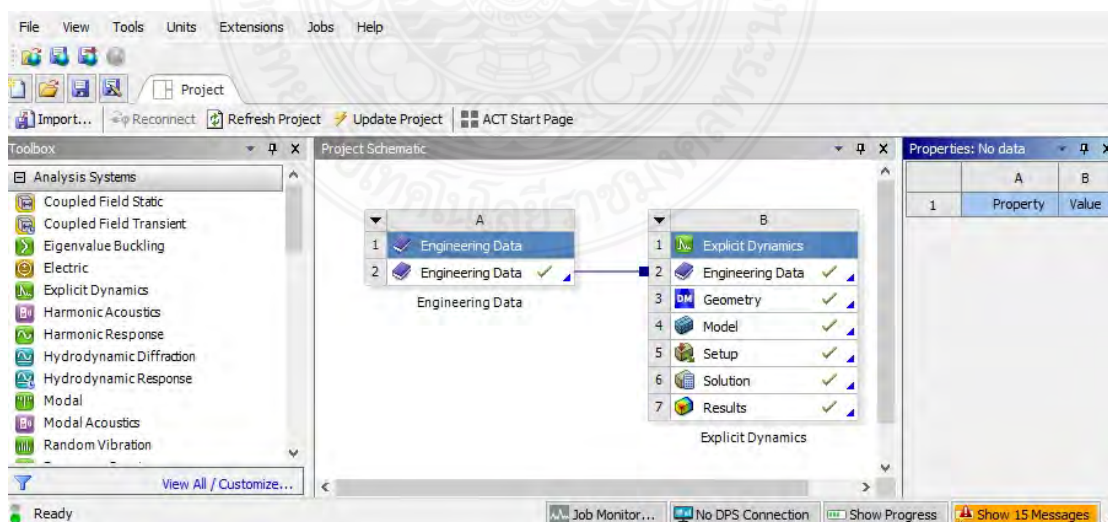 File View Tools Units Extensions Jobs Help
Project
Import... Reconnect Refresh Project Update Project ACT Start Page
Toolbox
Analysis Systems
Coupled Field Static
Coupled Field Transient
Eigenvalue Buckling
Electric
Explicit Dynamics
Harmonic Acoustics
Harmonic Response
Hydrodynamic Diffraction
Hydrodynamic Response
Modal
Modal Acoustics
Random Vibration
View All / Customize...
Project Schematic
A
1 Engineering Data
2 Engineering Data
Engineering Data
B
1 Explicit Dynamics
2 Engineering Data
3 DM Geometry
4 Model
5 Setup
6 Solution
7 Results
Explicit Dynamics
Properties: No data
A B
1 Property Value
Ready
Job Monitor... No DPS Connection Show Progress Show 15 Messages